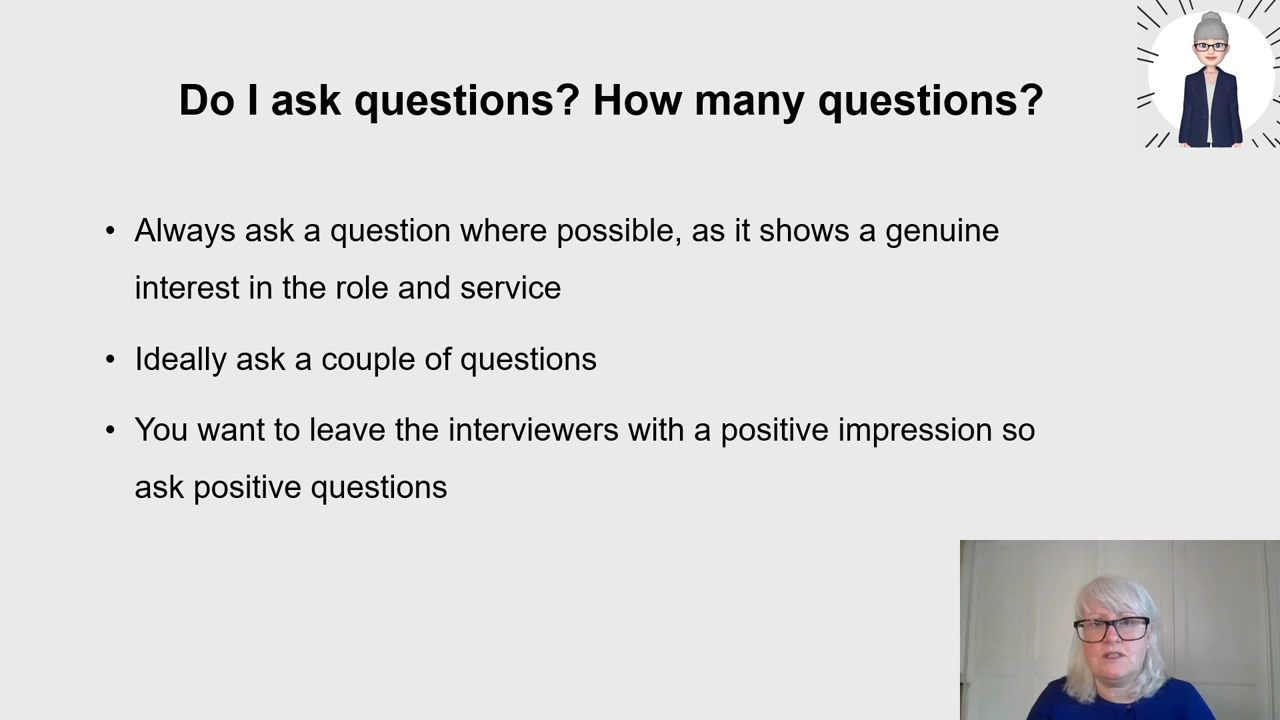 Do I ask questions? How many questions?
• Always ask a question where possible, as it shows a genuine
interest in the role and service
• Ideally ask a couple of questions
• You want to leave the interviewers with a positive impression so
ask positive questions